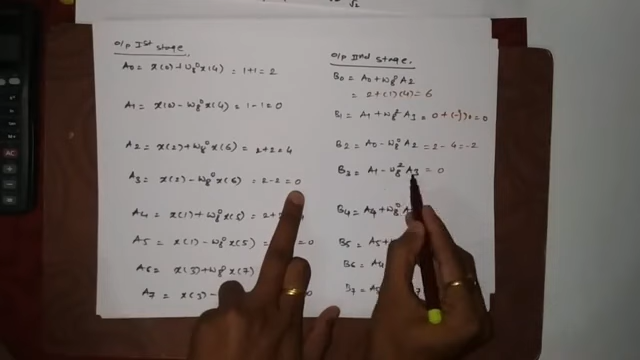 √2
o/p Ist stage.
A0 = x(0)+W8^0 x(4) = 1+1 = 2
A1 = x(0) - W8^0 x(4) = 1-1 = 0
A2 = x(2)+W8^0 x(6) = 2+2 = 4
A3 = x(2) - W8^0 x(6) = 2-2 = 0
A4 = x(1)+W8^0 x(5) = 2+
A5 = x(1) - W8^0 x(5) = 0
A6 = x(3)+W8^0 x(7)
A7 = x(3) - 0
o/p IInd stage.
B0 = A0+W8^0 A2
= 2+(1)(4) = 6
B1 = A1 + W8^2 A3 = 0+(-j)0 = 0
B2 = A0 - W8^0 A2 = 2-4 = -2
B3 = A1 - W8^2 A3 = 0
B4 = A4+W8^0 A
B5 = A5+
B6 = A4
B7 = A5